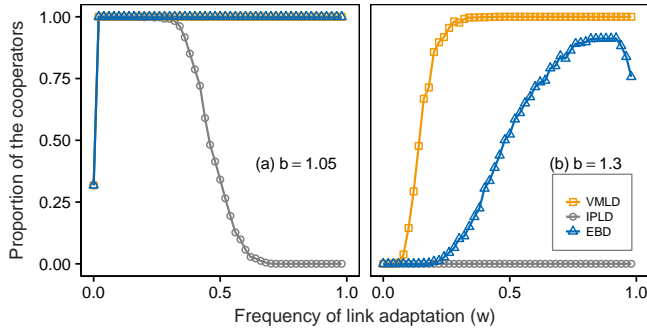 Proportion of the cooperators
1.00
0.75
0.50
0.25
0.00
(a) b = 1.05
(b) b = 1.3
VMLD
IPLD
EBD
0.0 0.5 1.0 0.0 0.5 1.0
Frequency of link adaptation (w)